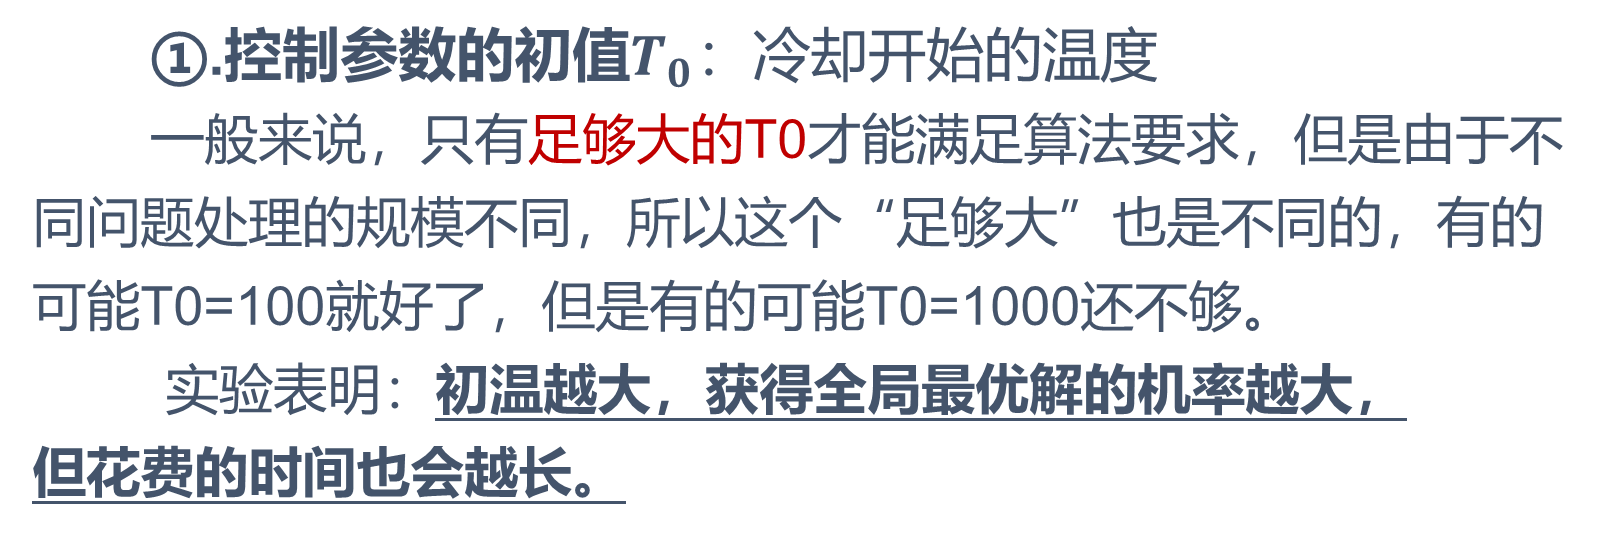 ①.控制参数的初值T₀：冷却开始的温度
一般来说，只有足够大的T0才能满足算法要求，但是由于不
同问题处理的规模不同，所以这个“足够大”也是不同的，有的
可能T0=100就好了，但是有的可能T0=1000还不够。
实验表明：初温越大，获得全局最优解的机率越大，
但花费的时间也会越长。